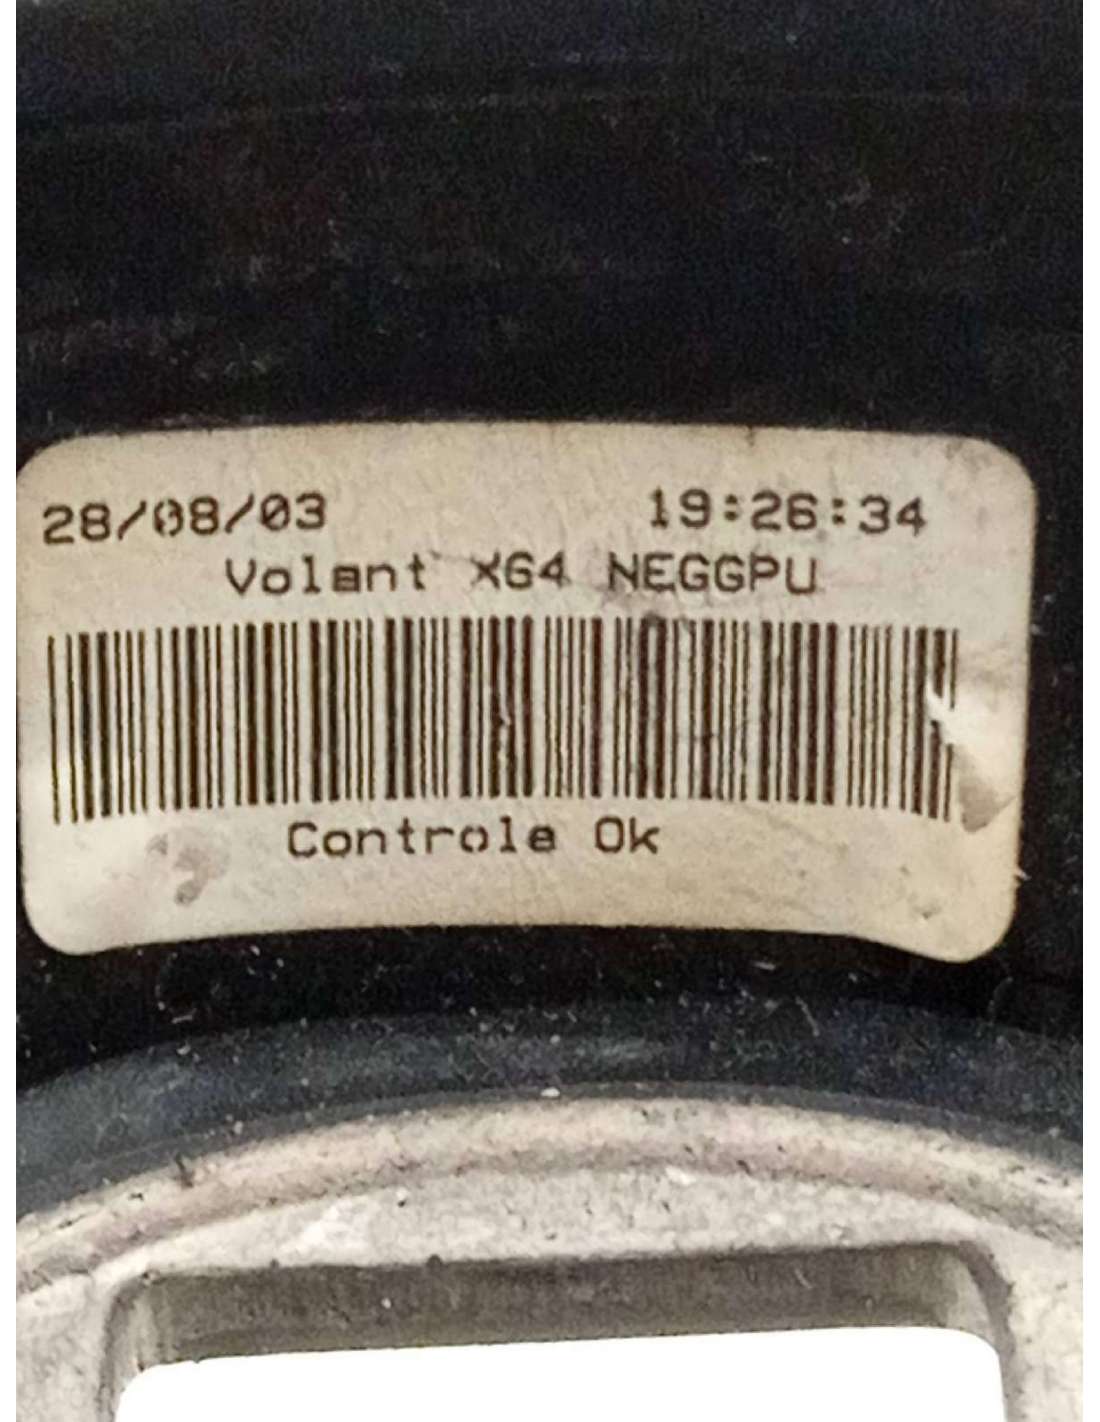 28/08/03 19:26:34
Volant X64 NEGGPU
Controle Ok